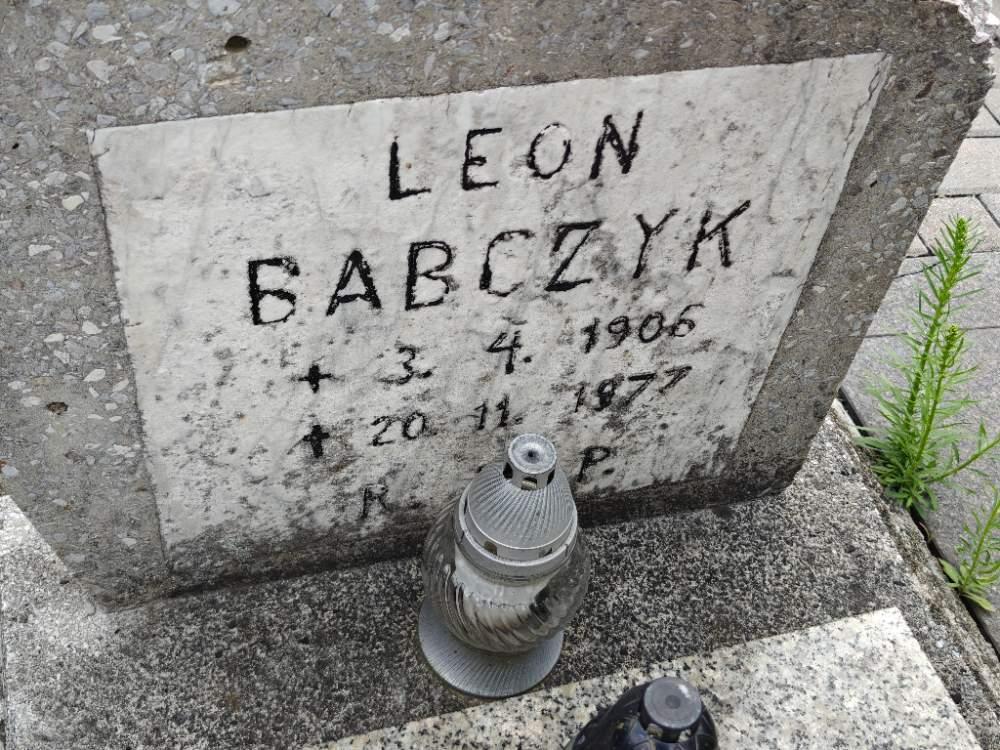 LEON
BABCZYK
+ 3. 4. 1906
+ 20 11. 1977
R. P.